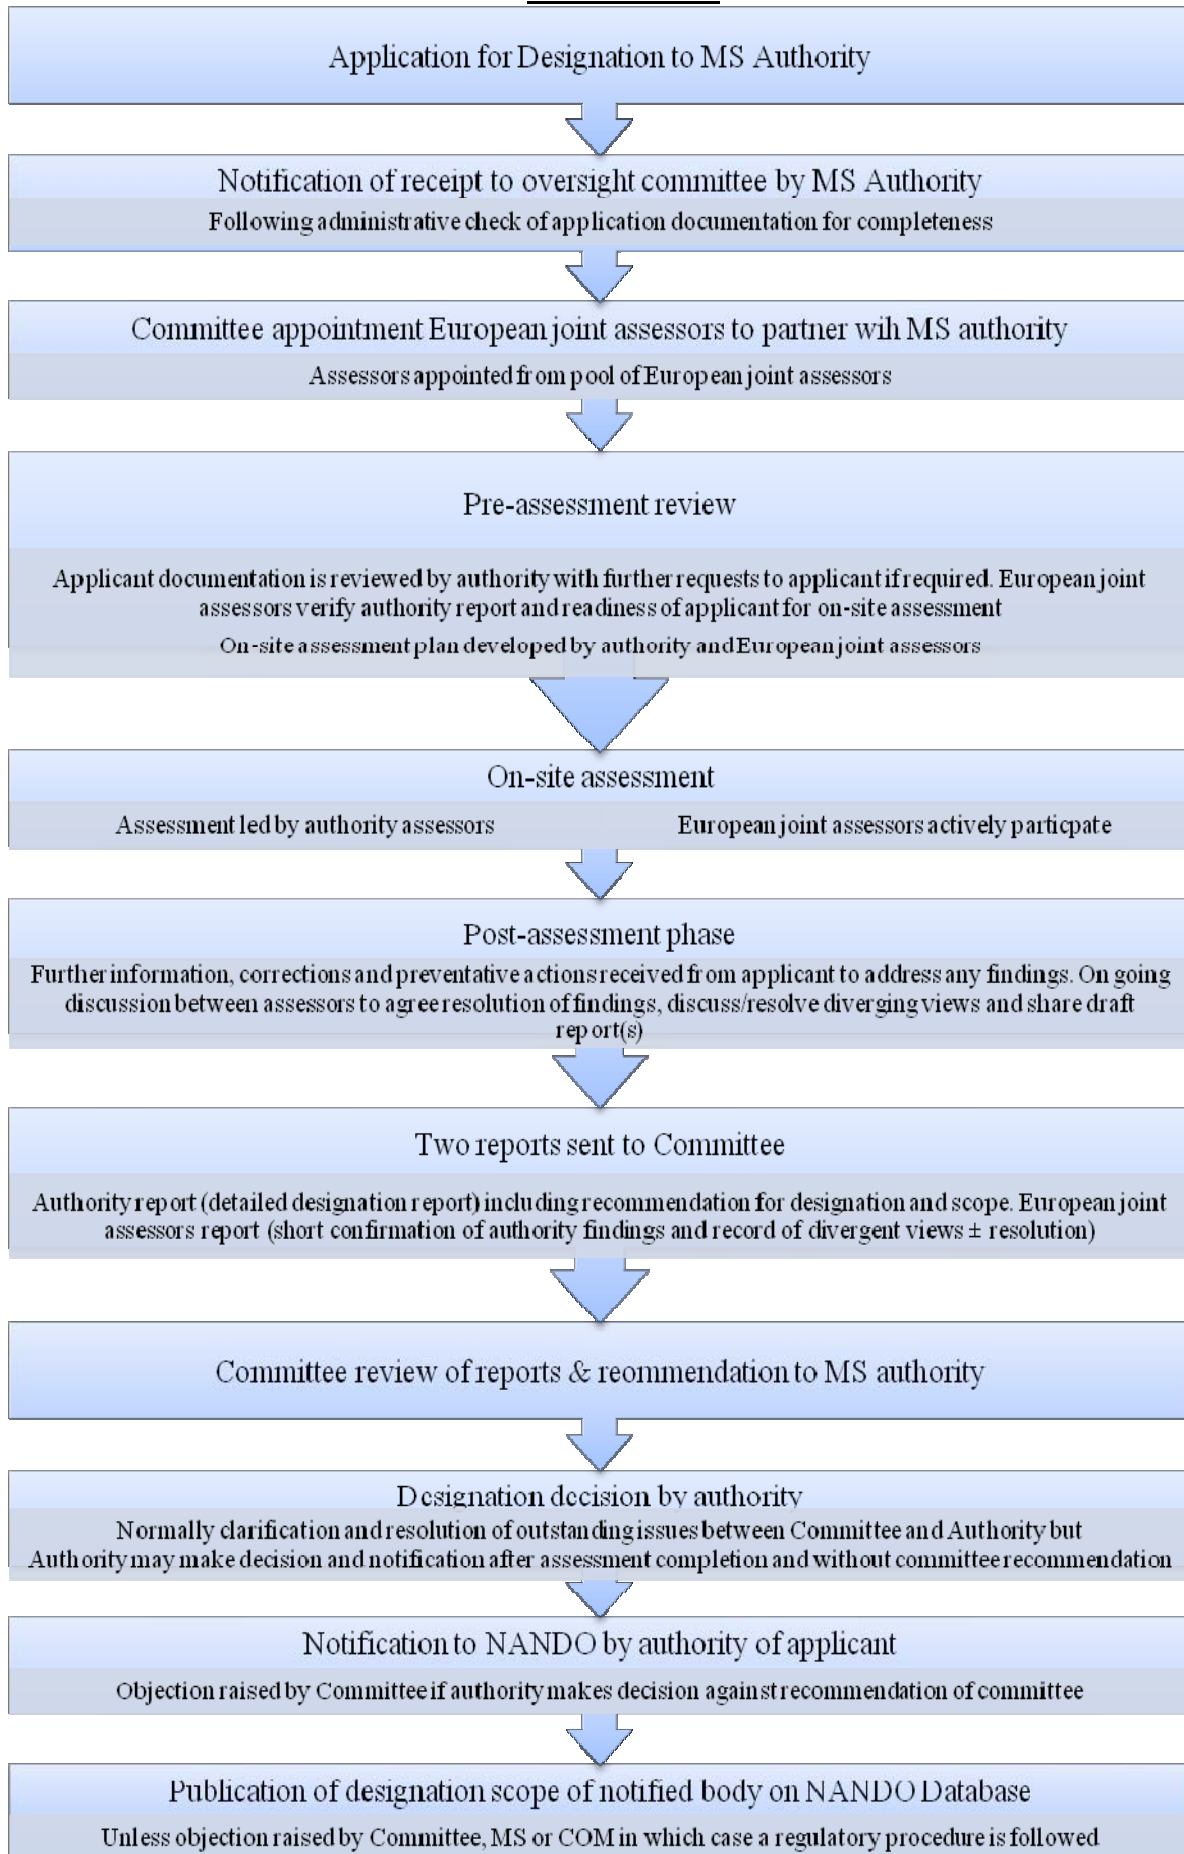 Application for Designation to MS Authority
Notification of receipt to oversight committee by MS Authority
Following administrative check of application documentation for completeness
Committee appointment European joint assessors to partner wih MS authority
Assessors appointed from pool of European joint assessors
Pre-assessment review
Applicant documentation is reviewed by authority with further requests to applicant if required. European joint
assessors verify authority report and readiness of applicant for on-site assessment
On-site assessment plan developed by authority and European joint assessors
On-site assessment
Assessment led by authority assessors
European joint assessors actively particpate
Post-assessment phase
Further information, corrections and preventative actions received from applicant to address any findings. On going
discussion between assessors to agree resolution of findings, discuss/resolve diverging views and share draft
report(s)
Two reports sent to Committee
Authority report (detailed designation report) including recommendation for designation and scope. European joint
assessors report (short confirmation of authority findings and record of divergent views ± resolution)
Committee review of reports & reommendation to MS authority
Designation decision by authority
Normally clarification and resolution of outstanding issues between Committee and Authority but
Authority may make decision and notification after assessment completion and without committee recommendation
Notification to NANDO by authority of applicant
Objection raised by Committee if authority makes decision against recommendation of committee
Publication of designation scope of notified body on NANDO Database
Unless objection raised by Committee, MS or COM in which case a regulatory procedure is followed